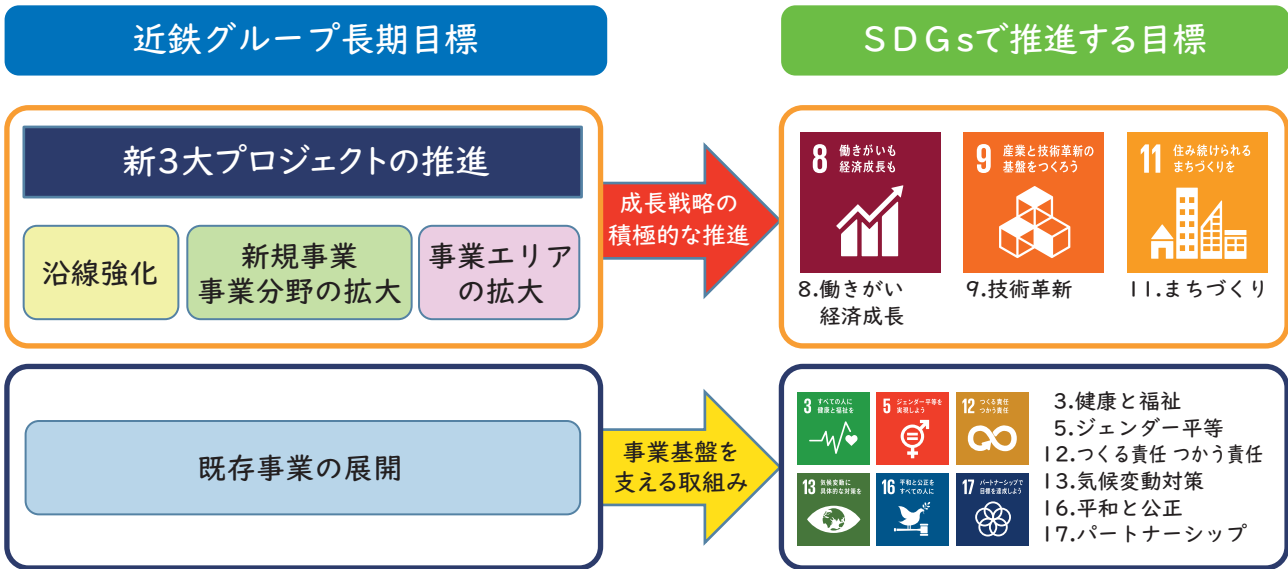 近鉄グループ長期目標
SDGsで推進する目標
新3大プロジェクトの推進
沿線強化
新規事業
事業分野の拡大
事業エリア
の拡大
成長戦略の
積極的な推進
8 働きがいも
経済成長も
9 産業と技術革新の
基盤をつくろう
11 住み続けられる
まちづくりを
8.働きがい
経済成長
9.技術革新
11.まちづくり
既存事業の展開
事業基盤を
支える取組み
3 すべての人に
健康と福祉を
5 ジェンダー平等を
実現しよう
12 つくる責任
つかう責任
13 気候変動に
具体的な対策を
16 平和と公正を
すべての人に
17 パートナーシップで
目標を達成しよう
3.健康と福祉
5.ジェンダー平等
12.つくる責任 つかう責任
13.気候変動対策
16.平和と公正
17.パートナーシップ